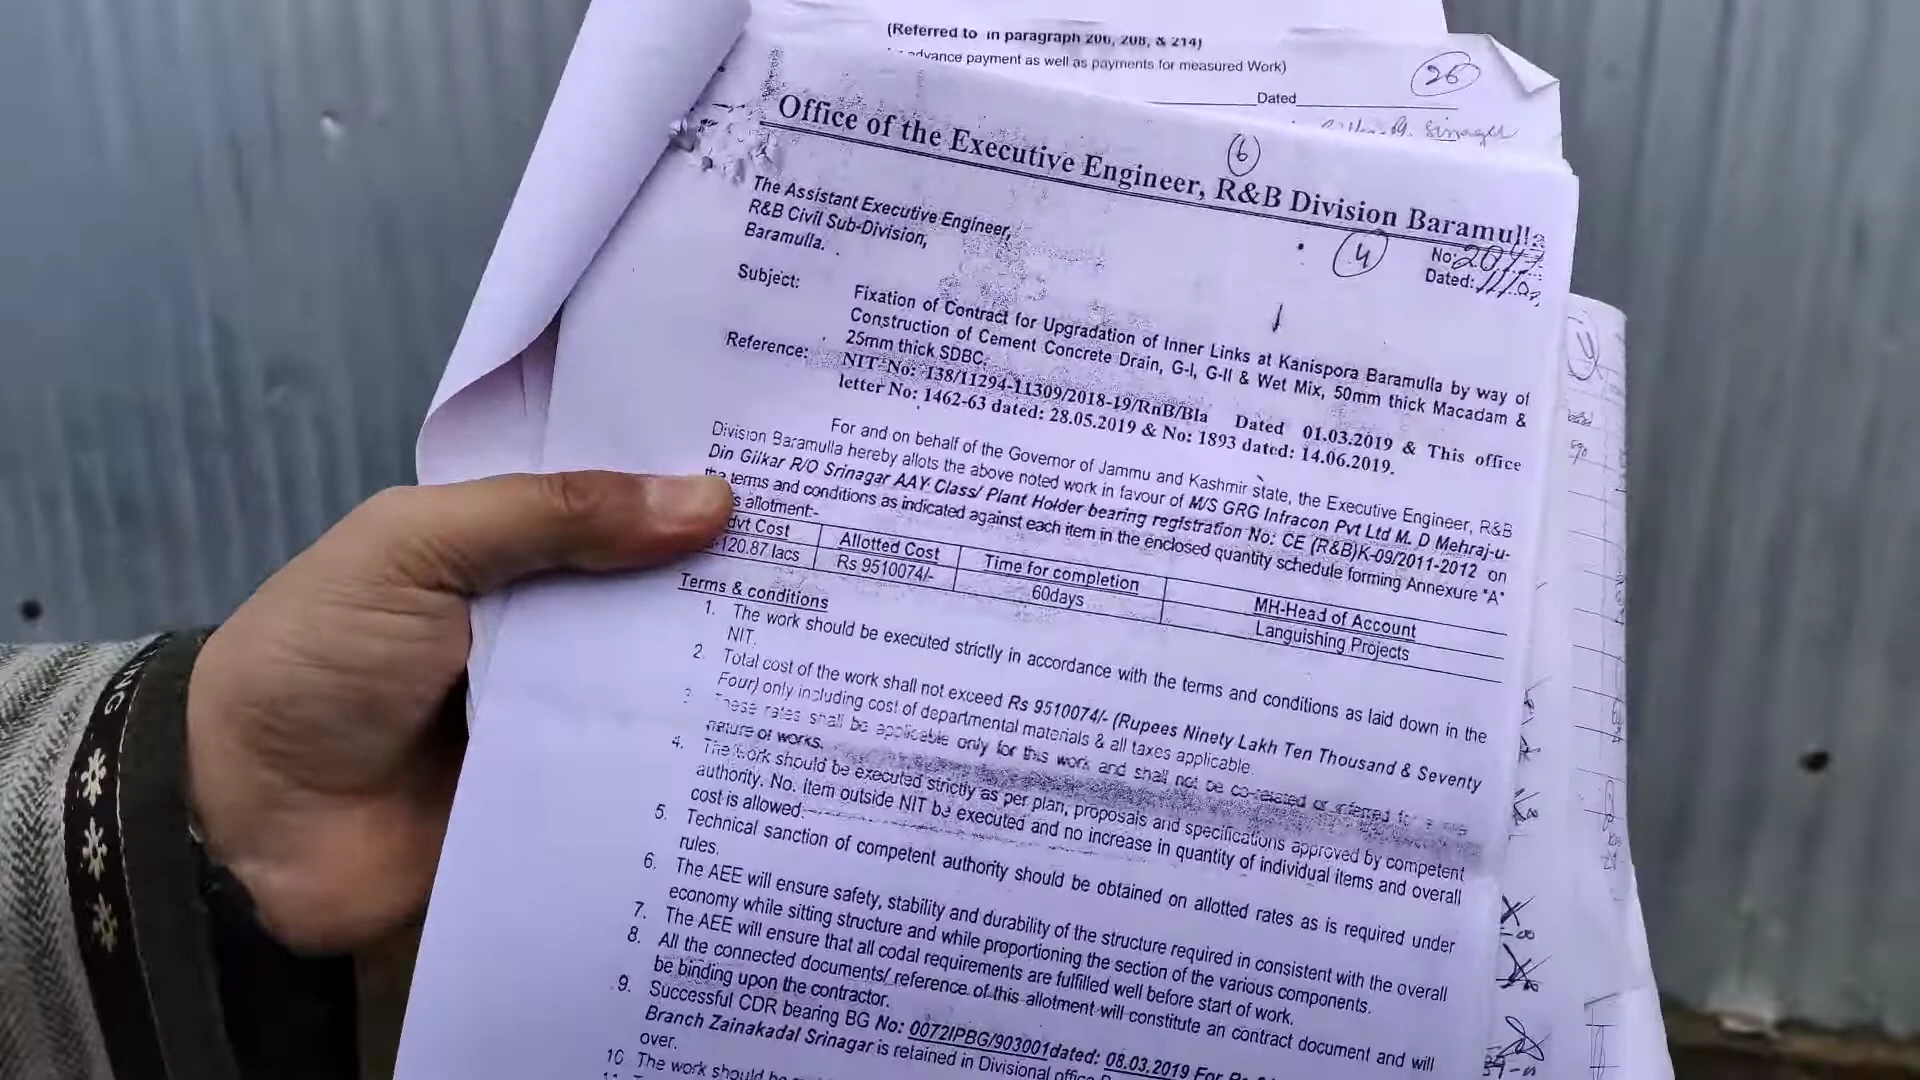 (Referred to in paragraph 206, 208, & 214)
advance payment as well as payments for measured Work)
26
Dated
Office of the Executive Engineer, R&B Division Baramulla
6
The Assistant Executive Engineer,
R&B Civil Sub-Division,
Baramulla.
4
No:
Dated:
Subject: Fixation of Contract for Upgradation of Inner Links at Kanispora Baramulla by way of
Construction of Cement Concrete Drain, G-I, G-II & Wet Mix, 50mm thick Macadam &
25mm thick SDBC.
Reference: NIT-No: 138/11294-11309/2018-19/RnB/Bla Dated 01.03.2019 & This office
letter No: 1462-63 dated: 28.05.2019 & No: 1893 dated: 14.06.2019.
For and on behalf of the Governor of Jammu and Kashmir state, the Executive Engineer, R&B
Division Baramulla hereby allots the above noted work in favour of M/S GRG Infracon Pvt Ltd M. D Mehraj-u-
Din Gilkar R/O Srinagar AAY Class/ Plant Holder bearing registration No: CE (R&B)K-09/2011-2012 on
the terms and conditions as indicated against each item in the enclosed quantity schedule forming Annexure "A"
allotment:-
Cost Allotted Cost Time for completion MH-Head of Account
120.87 lacs Rs 9510074/- 60days Languishing Projects
Terms & conditions
1. The work should be executed strictly in accordance with the terms and conditions as laid down in the
NIT.
2. Total cost of the work shall not exceed Rs 9510074/- (Rupees Ninety Lakh Ten Thousand & Seventy
Four) only including cost of departmental materials & all taxes applicable.
These rates shall be applicable only for this work and shall not be co-related or referred for
nature of works.
4. The work should be executed strictly as per plan, proposals and specifications approved by competent
authority. No. item outside NIT be executed and no increase in quantity of individual items and overall
cost is allowed.
5. Technical sanction of competent authority should be obtained on allotted rates as is required under
rules.
6. The AEE will ensure safety, stability and durability of the structure required in consistent with the overall
economy while sitting structure and while proportioning the section of the various components.
7. The AEE will ensure that all codal requirements are fulfilled well before start of work.
8. All the connected documents/ reference of this allotment will constitute an contract document and will
be binding upon the contractor.
9. Successful CDR bearing BG No: 0072IPBG/903001dated: 08.03.2019 For
Branch Zainakadal Srinagar is retained in Divisional office
over.
10 The work should be